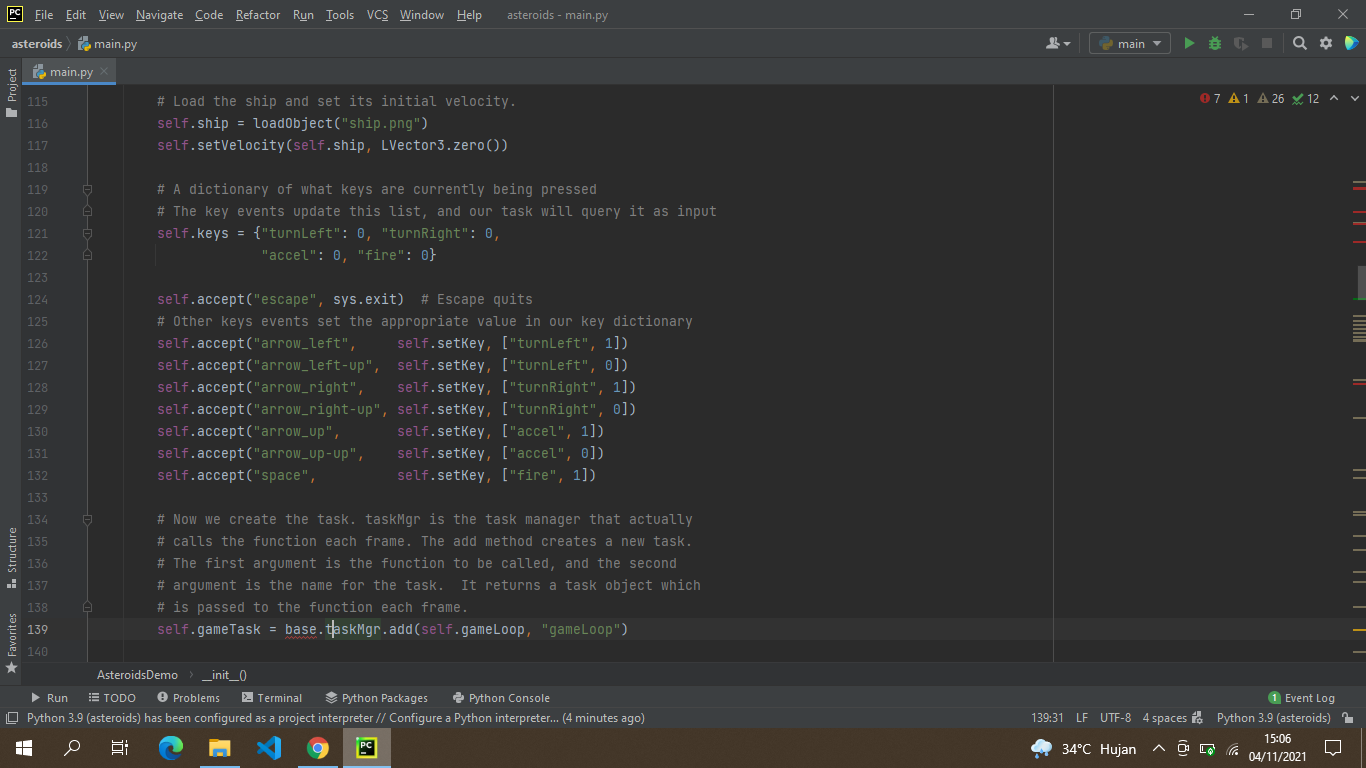 PC File Edit View Navigate Code Refactor Run Tools VCS Window Help asteroids - main.py
asteroids main.py main
Project main.py
115 # Load the ship and set its initial velocity. 7 1 26 12
116 self.ship = loadObject("ship.png")
117 self.setVelocity(self.ship, LVector3.zero())
118
119 # A dictionary of what keys are currently being pressed
120 # The key events update this list, and our task will query it as input
121 self.keys = {"turnLeft": 0, "turnRight": 0,
122 "accel": 0, "fire": 0}
123
124 self.accept("escape", sys.exit)  # Escape quits
125 # Other keys events set the appropriate value in our key dictionary
126 self.accept("arrow_left",     self.setKey, ["turnLeft", 1])
127 self.accept("arrow_left-up",  self.setKey, ["turnLeft", 0])
128 self.accept("arrow_right",    self.setKey, ["turnRight", 1])
129 self.accept("arrow_right-up", self.setKey, ["turnRight", 0])
130 self.accept("arrow_up",       self.setKey, ["accel", 1])
131 self.accept("arrow_up-up",    self.setKey, ["accel", 0])
132 self.accept("space",          self.setKey, ["fire", 1])
133
134 # Now we create the task. taskMgr is the task manager that actually
135 # calls the function each frame. The add method creates a new task.
136 # The first argument is the function to be called, and the second
137 # argument is the name for the task.  It returns a task object which
138 # is passed to the function each frame.
139 self.gameTask = base.taskMgr.add(self.gameLoop, "gameLoop")
140
Structure
Favorites
AsteroidsDemo __init__()
Run TODO Problems Terminal Python Packages Python Console 1 Event Log
Python 3.9 (asteroids) has been configured as a project interpreter // Configure a Python interpreter... (4 minutes ago) 139:31 LF UTF-8 4 spaces Python 3.9 (asteroids)
PC 34°C Hujan 15:06
04/11/2021